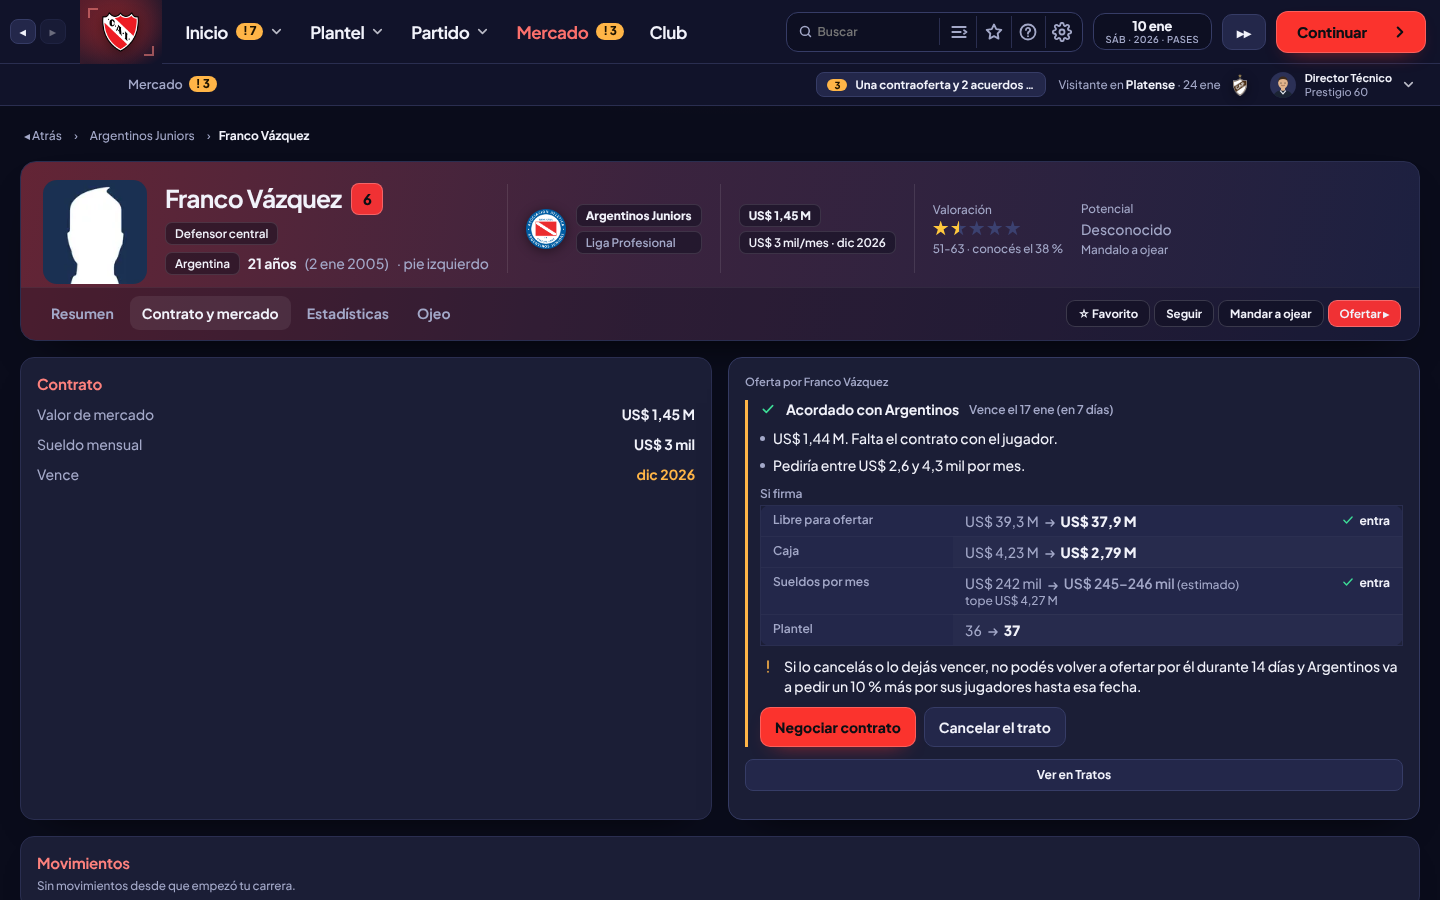 Inicio !7
Plantel
Partido
Mercado !3
Club
Buscar
10 ene
SÁB · 2026 · PASES
Continuar
Mercado !3
3 Una contraoferta y 2 acuerdos ...
Visitante en Platense · 24 ene
Director Técnico
Prestigio 60
◂ Atrás › Argentinos Juniors › Franco Vázquez
Franco Vázquez 6
Defensor central
Argentina 21 años (2 ene 2005) · pie izquierdo
Argentinos Juniors
Liga Profesional
US$ 1,45 M
US$ 3 mil/mes · dic 2026
Valoración
51–63 · conocés el 38 %
Potencial
Desconocido
Mandalo a ojear
Resumen
Contrato y mercado
Estadísticas
Ojeo
☆ Favorito
Seguir
Mandar a ojear
Ofertar ▸
Contrato
Valor de mercado US$ 1,45 M
Sueldo mensual US$ 3 mil
Vence dic 2026
Oferta por Franco Vázquez
✓ Acordado con Argentinos Vence el 17 ene (en 7 días)
• US$ 1,44 M. Falta el contrato con el jugador.
• Pediría entre US$ 2,6 y 4,3 mil por mes.
Si firma
Libre para ofertar US$ 39,3 M → US$ 37,9 M ✓ entra
Caja US$ 4,23 M → US$ 2,79 M
Sueldos por mes US$ 242 mil → US$ 245–246 mil (estimado) ✓ entra
tope US$ 4,27 M
Plantel 36 → 37
! Si lo cancelás o lo dejás vencer, no podés volver a ofertar por él durante 14 días y Argentinos va
a pedir un 10 % más por sus jugadores hasta esa fecha.
Negociar contrato
Cancelar el trato
Ver en Tratos
Movimientos
Sin movimientos desde que empezó tu carrera.